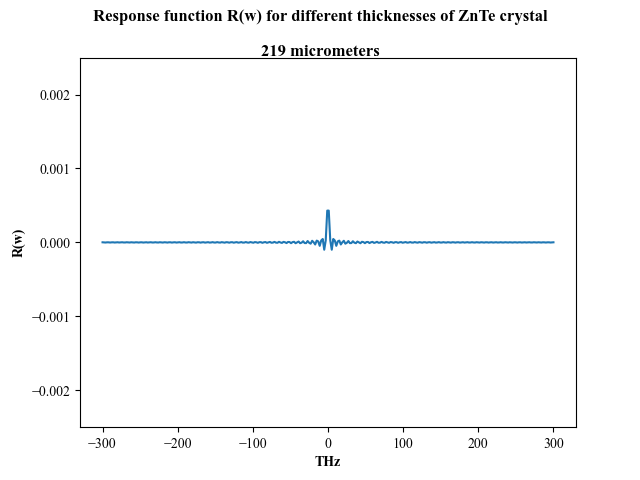 Response function R(w) for different thicknesses of ZnTe crystal
219 micrometers
0.002
0.001
0.000
−0.001
−0.002
R(w)
−300 −200 −100 0 100 200 300
THz